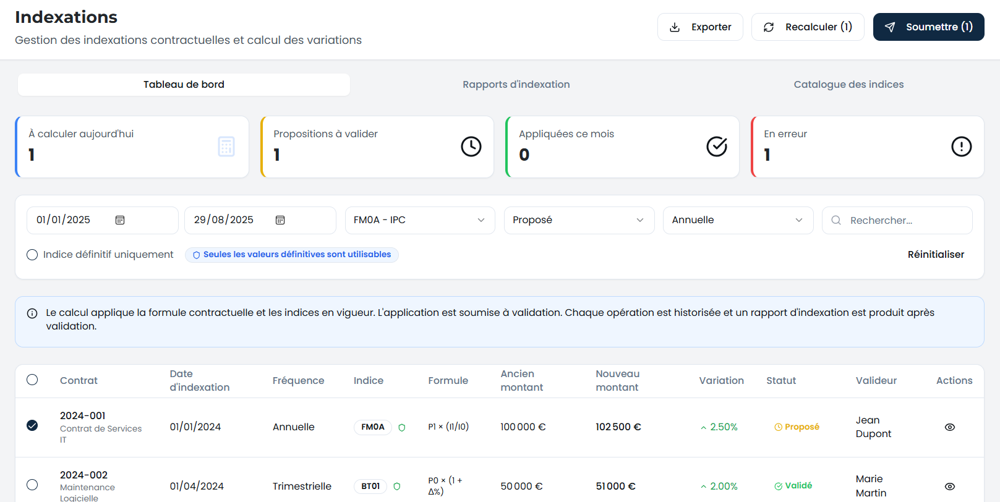 Indexations
Gestion des indexations contractuelles et calcul des variations
Exporter
Recalculer (1)
Soumettre (1)
Tableau de bord
Rapports d'indexation
Catalogue des indices
À calculer aujourd'hui
1
Propositions à valider
1
Appliquées ce mois
0
En erreur
1
01/01/2025
29/08/2025
FM0A - IPC
Proposé
Annuelle
Rechercher...
Indice définitif uniquement
Seules les valeurs définitives sont utilisables
Réinitialiser
Le calcul applique la formule contractuelle et les indices en vigueur. L'application est soumise à validation. Chaque opération est historisée et un rapport d'indexation est produit après
validation.
Contrat
Date
d'indexation
Fréquence
Indice
Formule
Ancien
montant
Nouveau
montant
Variation
Statut
Valideur
Actions
2024-001
Contrat de Services
IT
01/01/2024
Annuelle
FM0A
P1 × (I1/I0)
100 000 €
102 500 €
2.50%
Proposé
Jean
Dupont
2024-002
Maintenance
Logicielle
01/04/2024
Trimestrielle
BT01
P0 × (1 +
Δ%)
50 000 €
51 000 €
2.00%
Validé
Marie
Martin